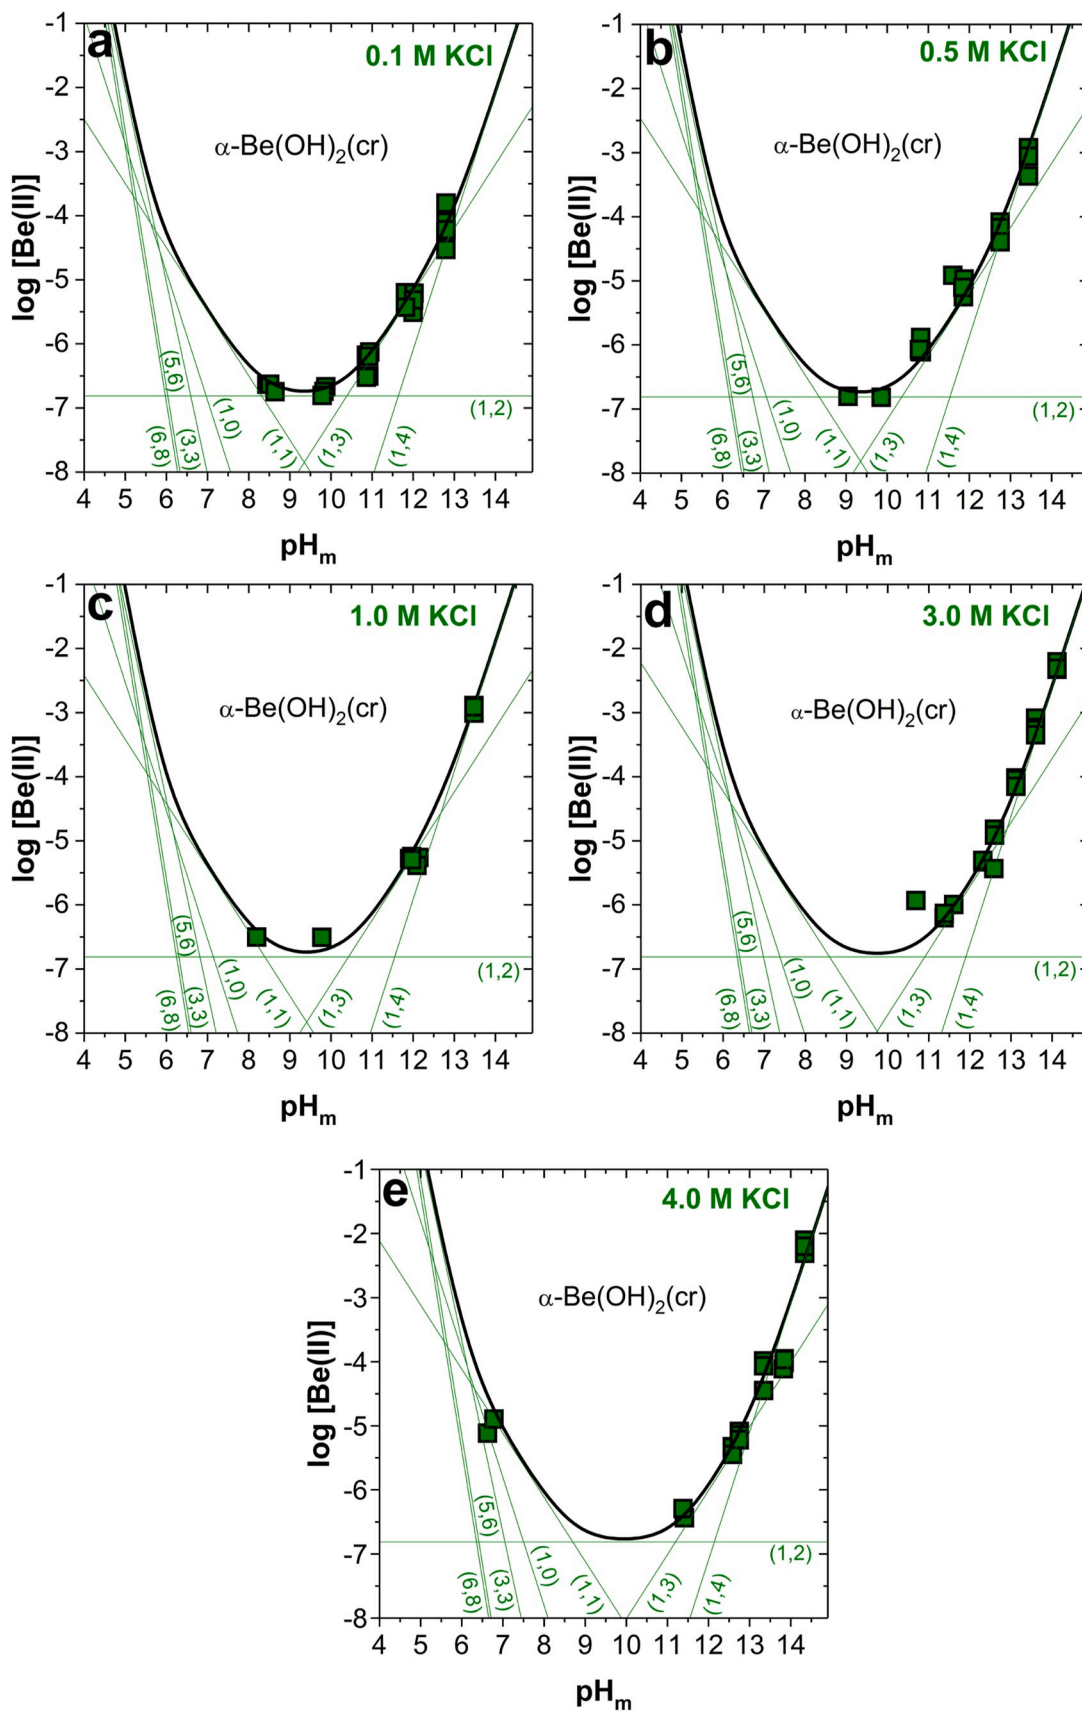 a
0.1 M KCl
α-Be(OH)2(cr)
log [Be(II)]
-1
-2
-3
-4
-5
-6
-7
-8
(6,8)
(5,6)
(3,3)
(1,0)
(1,1)
(1,3)
(1,4)
(1,2)
4 5 6 7 8 9 10 11 12 13 14
pHm
b
0.5 M KCl
α-Be(OH)2(cr)
log [Be(II)]
-1
-2
-3
-4
-5
-6
-7
-8
(6,8)
(5,6)
(3,3)
(1,0)
(1,1)
(1,3)
(1,4)
(1,2)
4 5 6 7 8 9 10 11 12 13 14
pHm
c
1.0 M KCl
α-Be(OH)2(cr)
log [Be(II)]
-1
-2
-3
-4
-5
-6
-7
-8
(6,8)
(5,6)
(3,3)
(1,0)
(1,1)
(1,3)
(1,4)
(1,2)
4 5 6 7 8 9 10 11 12 13 14
pHm
d
3.0 M KCl
α-Be(OH)2(cr)
log [Be(II)]
-1
-2
-3
-4
-5
-6
-7
-8
(6,8)
(5,6)
(3,3)
(1,0)
(1,1)
(1,3)
(1,4)
(1,2)
4 5 6 7 8 9 10 11 12 13 14
pHm
e
4.0 M KCl
α-Be(OH)2(cr)
log [Be(II)]
-1
-2
-3
-4
-5
-6
-7
-8
(6,8)
(5,6)
(3,3)
(1,0)
(1,1)
(1,3)
(1,4)
(1,2)
4 5 6 7 8 9 10 11 12 13 14
pHm